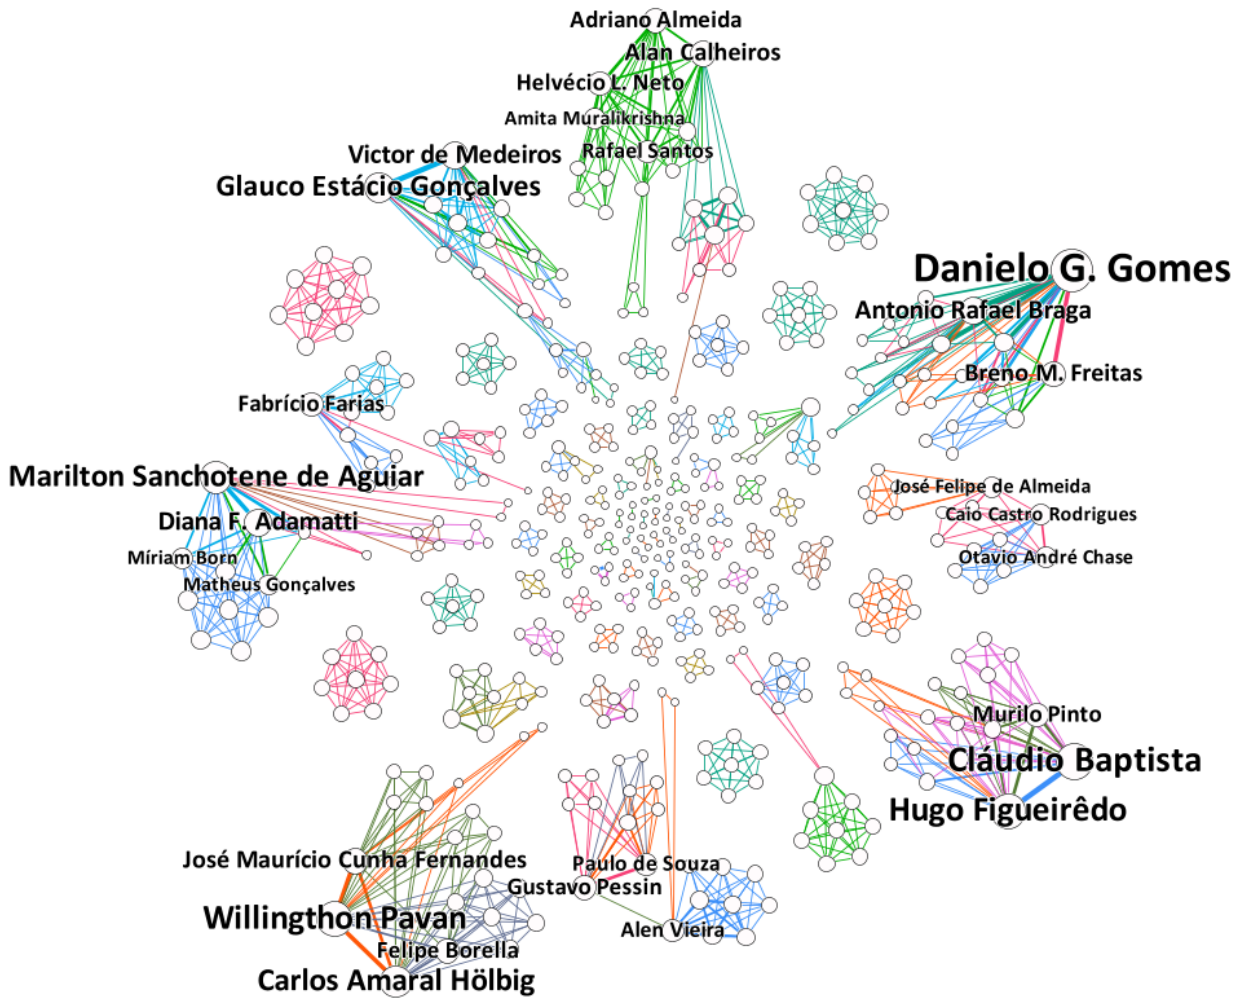 Adriano Almeida
Alan Calheiros
Helvécio L. Neto
Amita Muralikrishna
Rafael Santos
Victor de Medeiros
Glauco Estácio Gonçalves
Danielo G. Gomes
Antonio Rafael Braga
Breno M. Freitas
Fabrício Farias
Marilton Sanchotene de Aguiar
José Felipe de Almeida
Caio Castro Rodrigues
Diana F. Adamatti
Míriam Born
Otavio André Chase
Matheus Gonçalves
Murilo Pinto
Cláudio Baptista
Hugo Figueirêdo
José Maurício Cunha Fernandes
Paulo de Souza
Gustavo Pessin
Willingthon Pavan
Alen Vieira
Felipe Borella
Carlos Amaral Hölbig